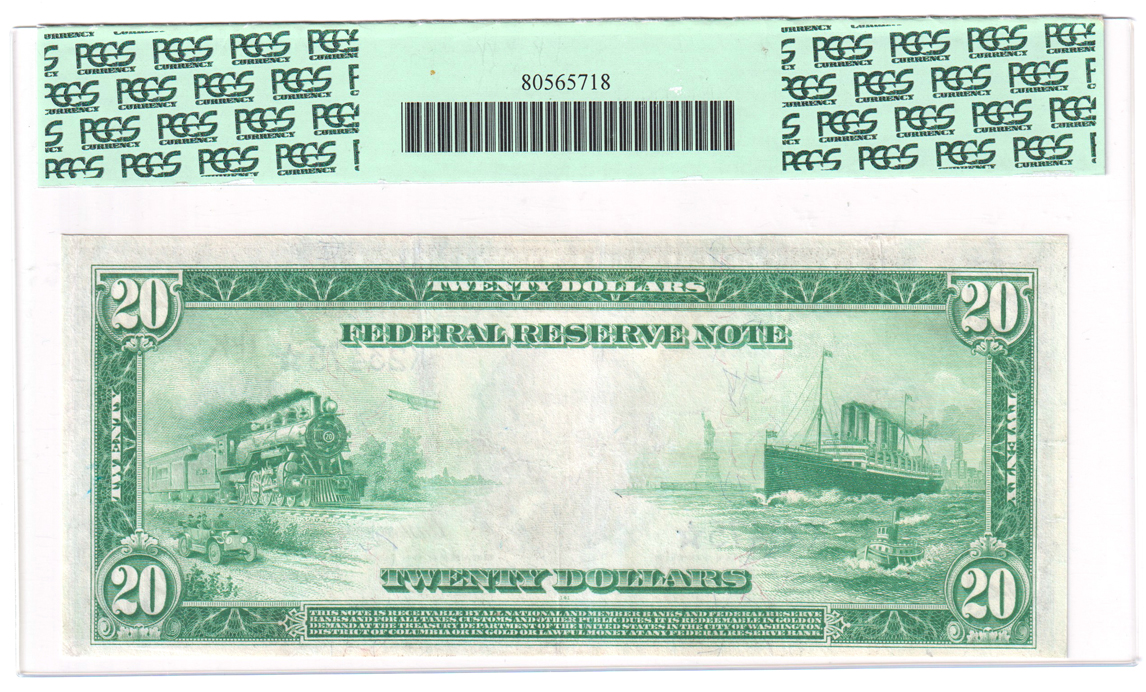 PCGS CURRENCY
80565718
20 TWENTY DOLLARS 20
FEDERAL RESERVE NOTE
TWENTY
TWENTY
TWENTY DOLLARS
20
20
THIS NOTE IS RECEIVABLE BY ALL NATIONAL AND MEMBER BANKS AND FEDERAL RESERVE
BANKS AND FOR ALL TAXES, CUSTOMS AND OTHER PUBLIC DUES. IT IS REDEEMABLE IN GOLD ON
DEMAND AT THE TREASURY DEPARTMENT OF THE UNITED STATES IN THE CITY OF WASHINGTON,
DISTRICT OF COLUMBIA OR IN GOLD OR LAWFUL MONEY AT ANY FEDERAL RESERVE BANK.